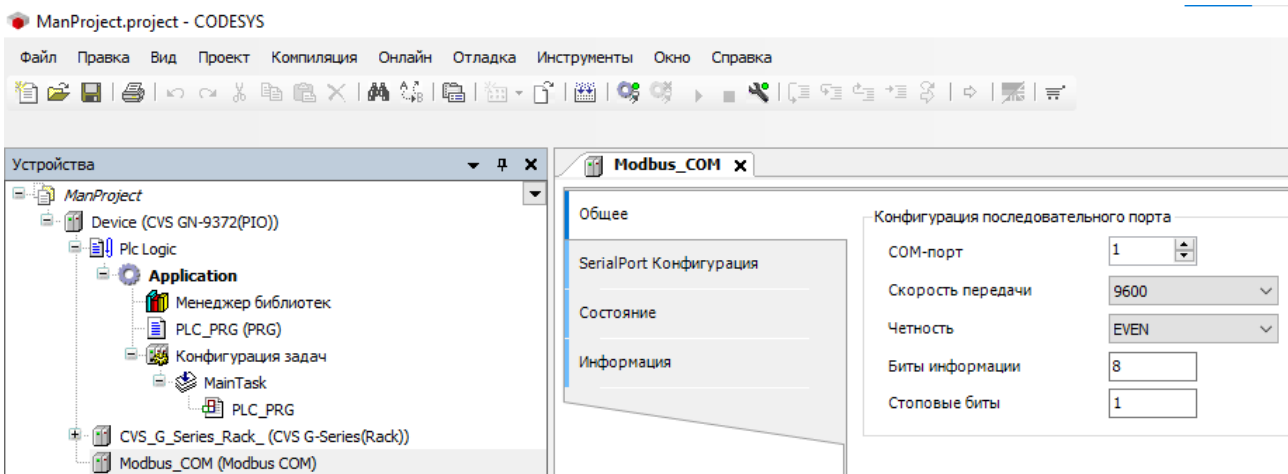 ManProject.project - CODESYS
Файл Правка Вид Проект Компиляция Онлайн Отладка Инструменты Окно Справка
Устройства
ManProject
Device (CVS GN-9372(PIO))
Plc Logic
Application
Менеджер библиотек
PLC_PRG (PRG)
Конфигурация задач
MainTask
PLC_PRG
CVS_G_Series_Rack_ (CVS G-Series(Rack))
Modbus_COM (Modbus COM)
Modbus_COM
Общее
SerialPort Конфигурация
Состояние
Информация
Конфигурация последовательного порта
COM-порт 1
Скорость передачи 9600
Четность EVEN
Биты информации 8
Стоповые биты 1